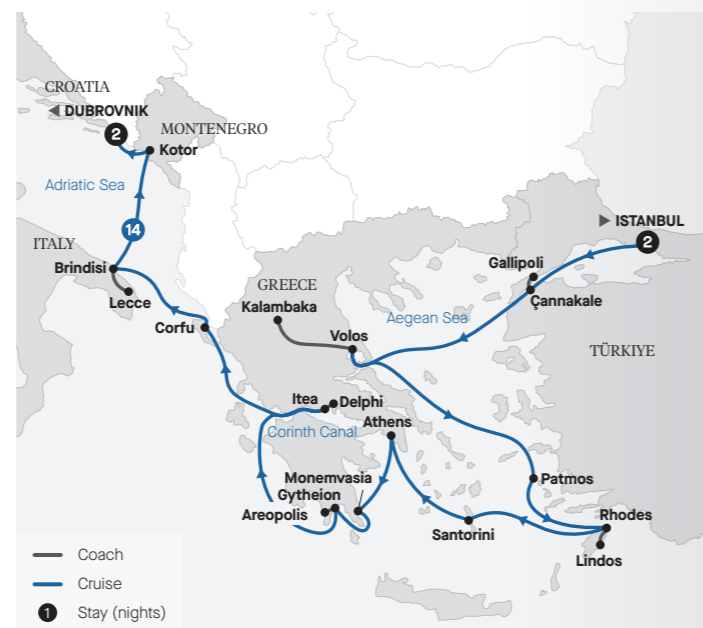 CROATIA
DUBROVNIK
2
MONTENEGRO
Kotor
Adriatic Sea
14
ITALY
Brindisi
Lecce
Corfu
ISTANBUL
2
Gallipoli
Çannakale
GREECE
Kalambaka
Volos
Aegean Sea
TÜRKIYE
Itea
Delphi
Corinth Canal
Athens
Monemvasia
Gytheion
Areopolis
Patmos
Santorini
Rhodes
Lindos
Coach
Cruise
1 Stay (nights)